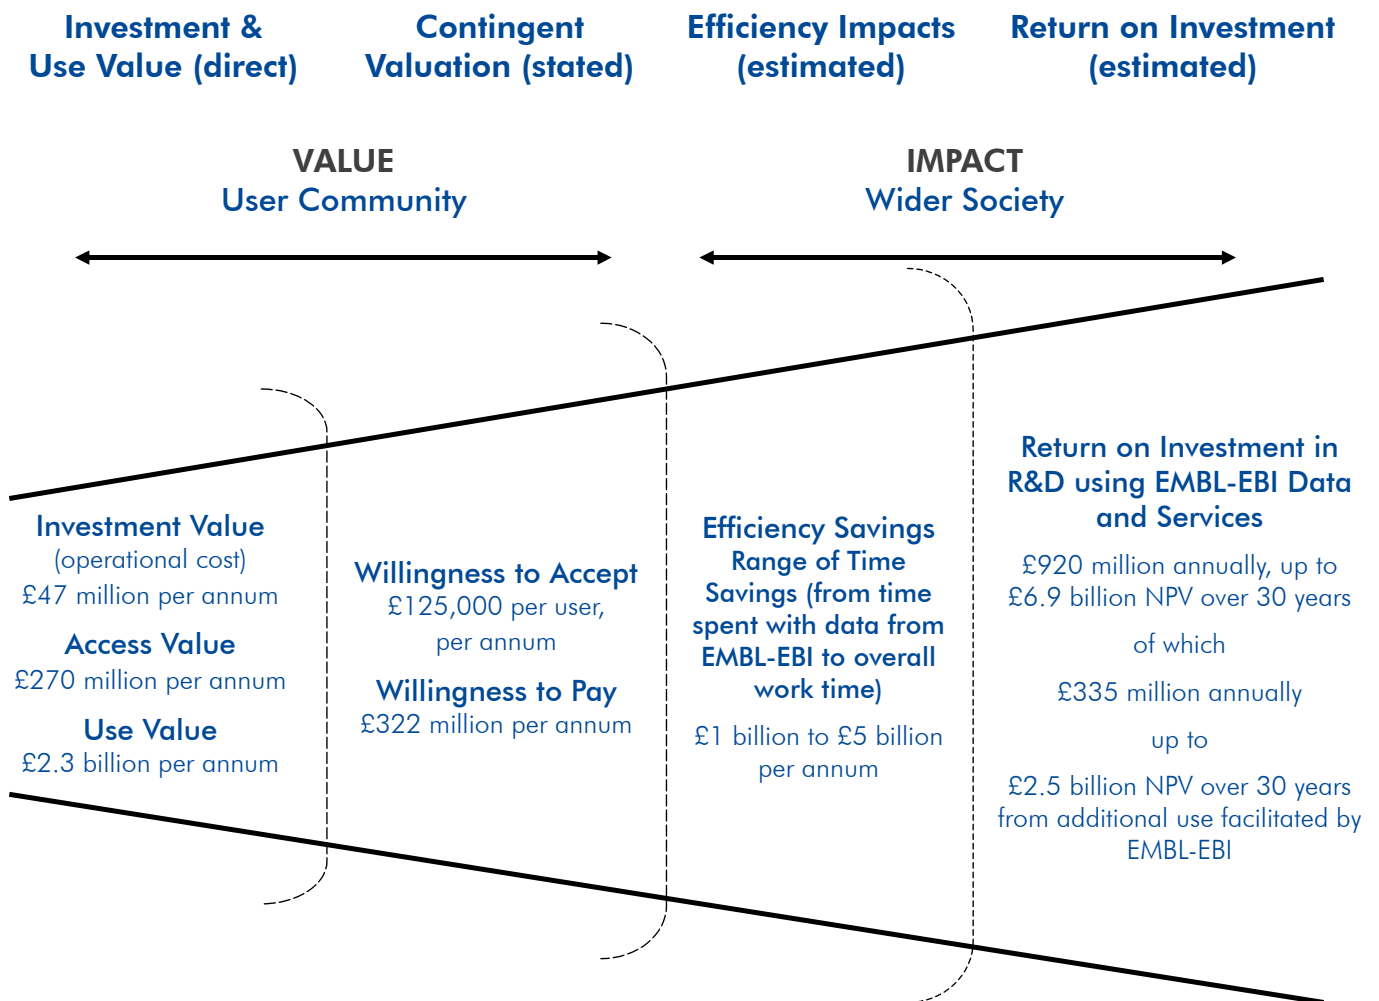 Investment &
Use Value (direct)
Contingent
Valuation (stated)
Efficiency Impacts
(estimated)
Return on Investment
(estimated)
VALUE
User Community
IMPACT
Wider Society
Investment Value
(operational cost)
£47 million per annum
Access Value
£270 million per annum
Use Value
£2.3 billion per annum
Willingness to Accept
£125,000 per user,
per annum
Willingness to Pay
£322 million per annum
Efficiency Savings
Range of Time
Savings (from time
spent with data from
EMBL-EBI to overall
work time)
£1 billion to £5 billion
per annum
Return on Investment in
R&D using EMBL-EBI Data
and Services
£920 million annually, up to
£6.9 billion NPV over 30 years
of which
£335 million annually
up to
£2.5 billion NPV over 30 years
from additional use facilitated by
EMBL-EBI